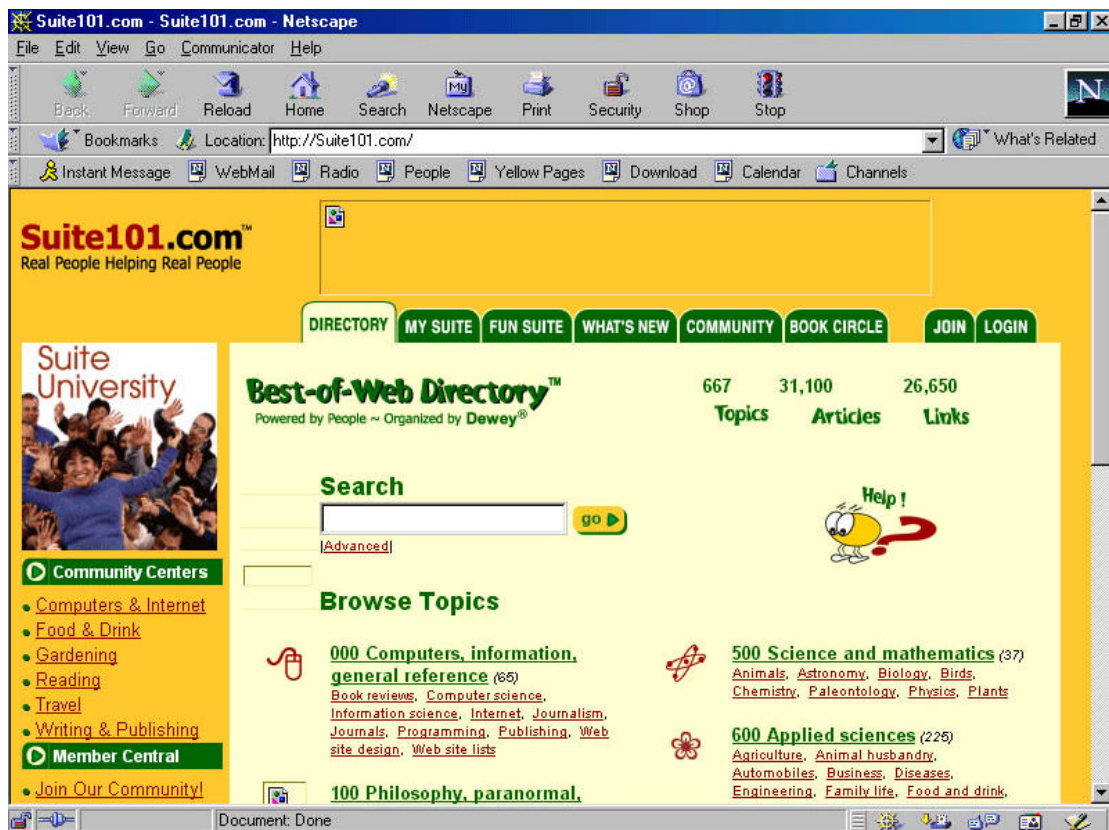 Suite101.com - Suite101.com - Netscape
File Edit View Go Communicator Help
Back Forward Reload Home Search Netscape Print Security Shop Stop
My
N
Bookmarks Location: http://Suite101.com/ What's Related
Instant Message WebMail Radio People Yellow Pages Download Calendar Channels
Suite101.com™
Real People Helping Real People
DIRECTORY MY SUITE FUN SUITE WHAT'S NEW COMMUNITY BOOK CIRCLE JOIN LOGIN
Suite
University
Best-of-Web Directory™
Powered by People ~ Organized by Dewey®
667 31,100 26,650
Topics Articles Links
Search
go
|Advanced|
Help !
?
Community Centers
Computers & Internet
Food & Drink
Gardening
Reading
Travel
Writing & Publishing
Member Central
Join Our Community!
Browse Topics
000 Computers, information,
general reference (65)
Book reviews, Computer science,
Information science, Internet, Journalism,
Journals, Programming, Publishing, Web
site design, Web site lists
100 Philosophy, paranormal,
500 Science and mathematics (37)
Animals, Astronomy, Biology, Birds,
Chemistry, Paleontology, Physics, Plants
600 Applied sciences (225)
Agriculture, Animal husbandry,
Automobiles, Business, Diseases,
Engineering, Family life, Food and drink,
Document: Done